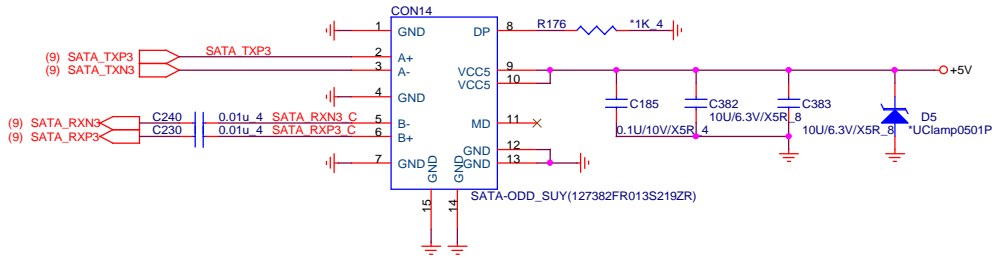 CON14
1 GND DP 8 R176 *1K_4
(9) SATA_TXP3 SATA_TXP3 2 A+
(9) SATA_TXN3 3 A- VCC5 9 +5V
VCC5 10
4 GND
C185 C382 C383
(9) SATA_RXN3 C240 0.01u_4 SATA_RXN3_C 5 B- MD 11 10U/6.3V/X5R_8 D5
(9) SATA_RXP3 C230 0.01u_4 SATA_RXP3_C 6 B+ 0.1U/10V/X5R_4 10U/6.3V/X5R_8 *UClamp0501P
GND 12
7 GND GND 13
GND GND
SATA-ODD_SUY(127382FR013S219ZR)
15 14